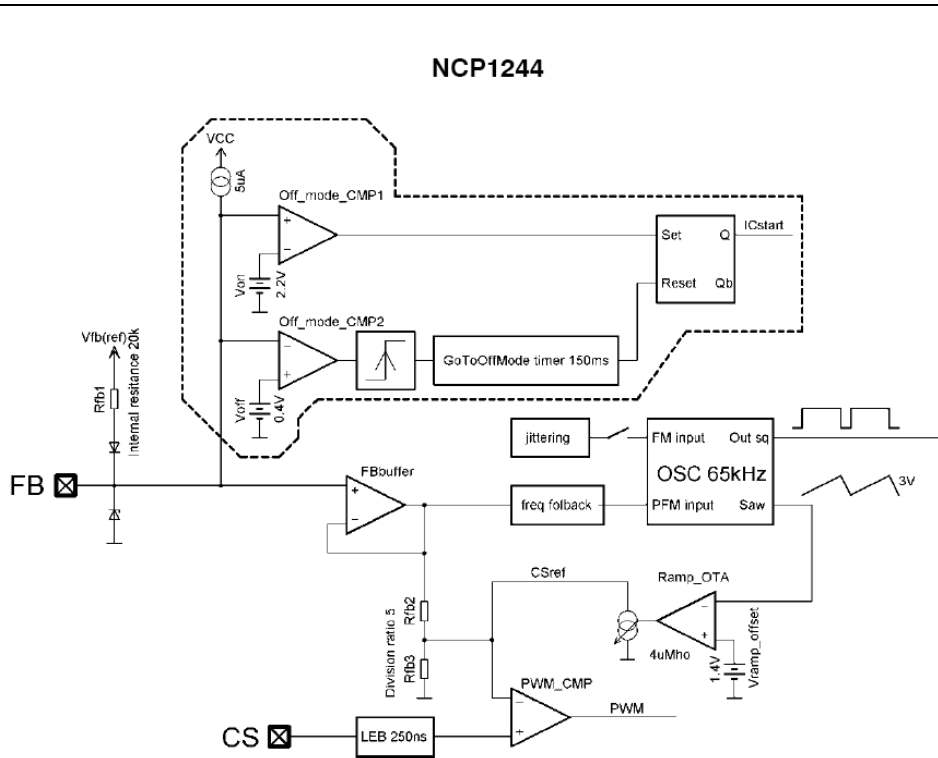 NCP1244
VCC
5uA
Off_mode_CMP1
+
−
Von
2.2V
Set
Q
ICstart
Reset
Qb
Off_mode_CMP2
−
+
Voff
0.4V
GoToOffMode timer 150ms
Vfb(ref)
Rfb1
Internal resitance 20k
jittering
FM input
Out sq
OSC 65kHz
PFM input
Saw
3V
FB
FBbuffer
+
−
freq folback
CSref
Ramp_OTA
−
+
4uMho
1.4V
Vramp_offset
Division ratio 5
Rfb2
Rfb3
PWM_CMP
−
+
PWM
CS
LEB 250ns